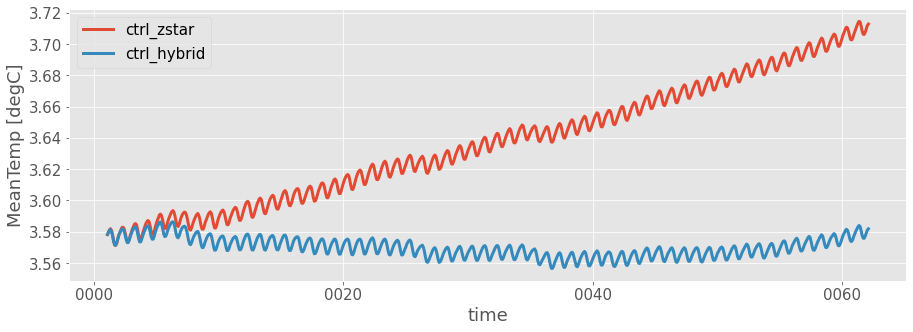 3.72
3.70
3.68
3.66
3.64
3.62
3.60
3.58
3.56
MeanTemp [degC]
ctrl_zstar
ctrl_hybrid
0000 0020 0040 0060
time